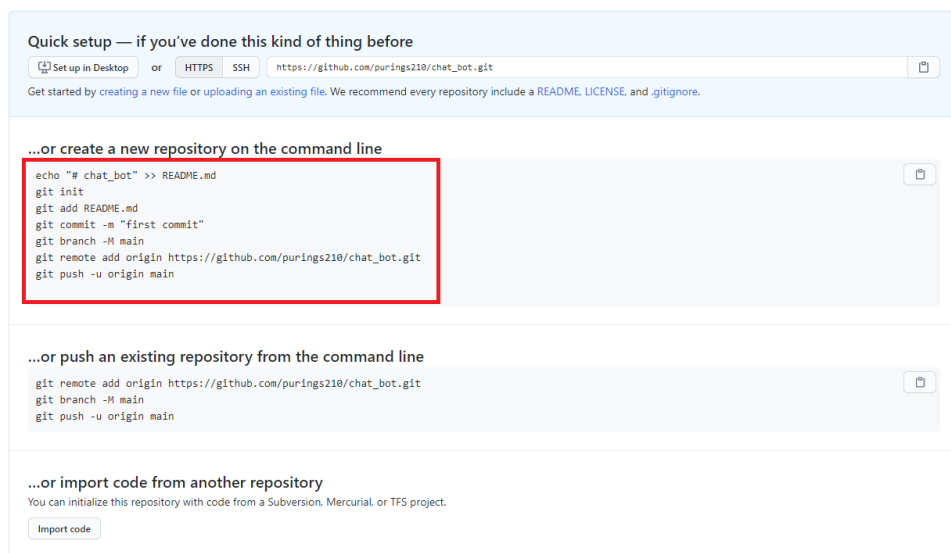 Quick setup — if you've done this kind of thing before
Set up in Desktop or HTTPS SSH https://github.com/purings210/chat_bot.git
Get started by creating a new file or uploading an existing file. We recommend every repository include a README, LICENSE, and .gitignore.
...or create a new repository on the command line
echo "# chat_bot" >> README.md
git init
git add README.md
git commit -m "first commit"
git branch -M main
git remote add origin https://github.com/purings210/chat_bot.git
git push -u origin main
...or push an existing repository from the command line
git remote add origin https://github.com/purings210/chat_bot.git
git branch -M main
git push -u origin main
...or import code from another repository
You can initialize this repository with code from a Subversion, Mercurial, or TFS project.
Import code